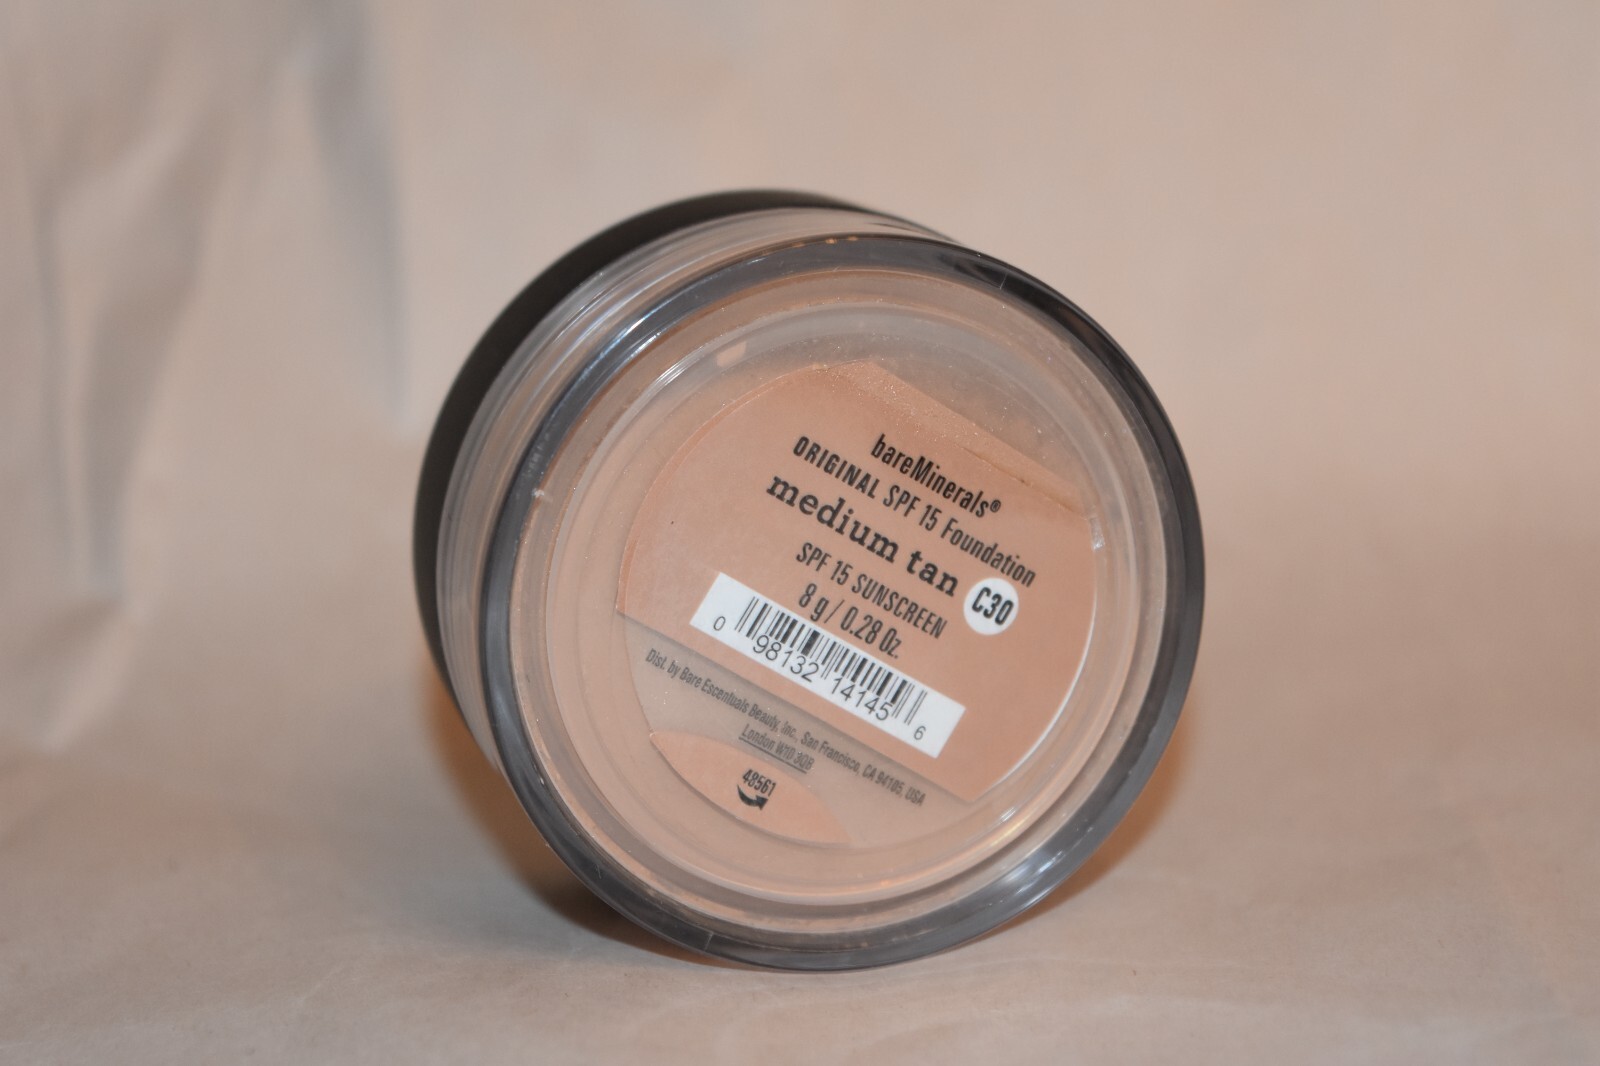 bareMinerals®
ORIGINAL SPF 15 Foundation
medium tan
C30
SPF 15 SUNSCREEN
8 g / 0.28 Oz.
0 98132 14145 6
Dist. by Bare Escentuals Beauty, Inc., San Francisco, CA 94105, USA
London W1D 3QB
48561